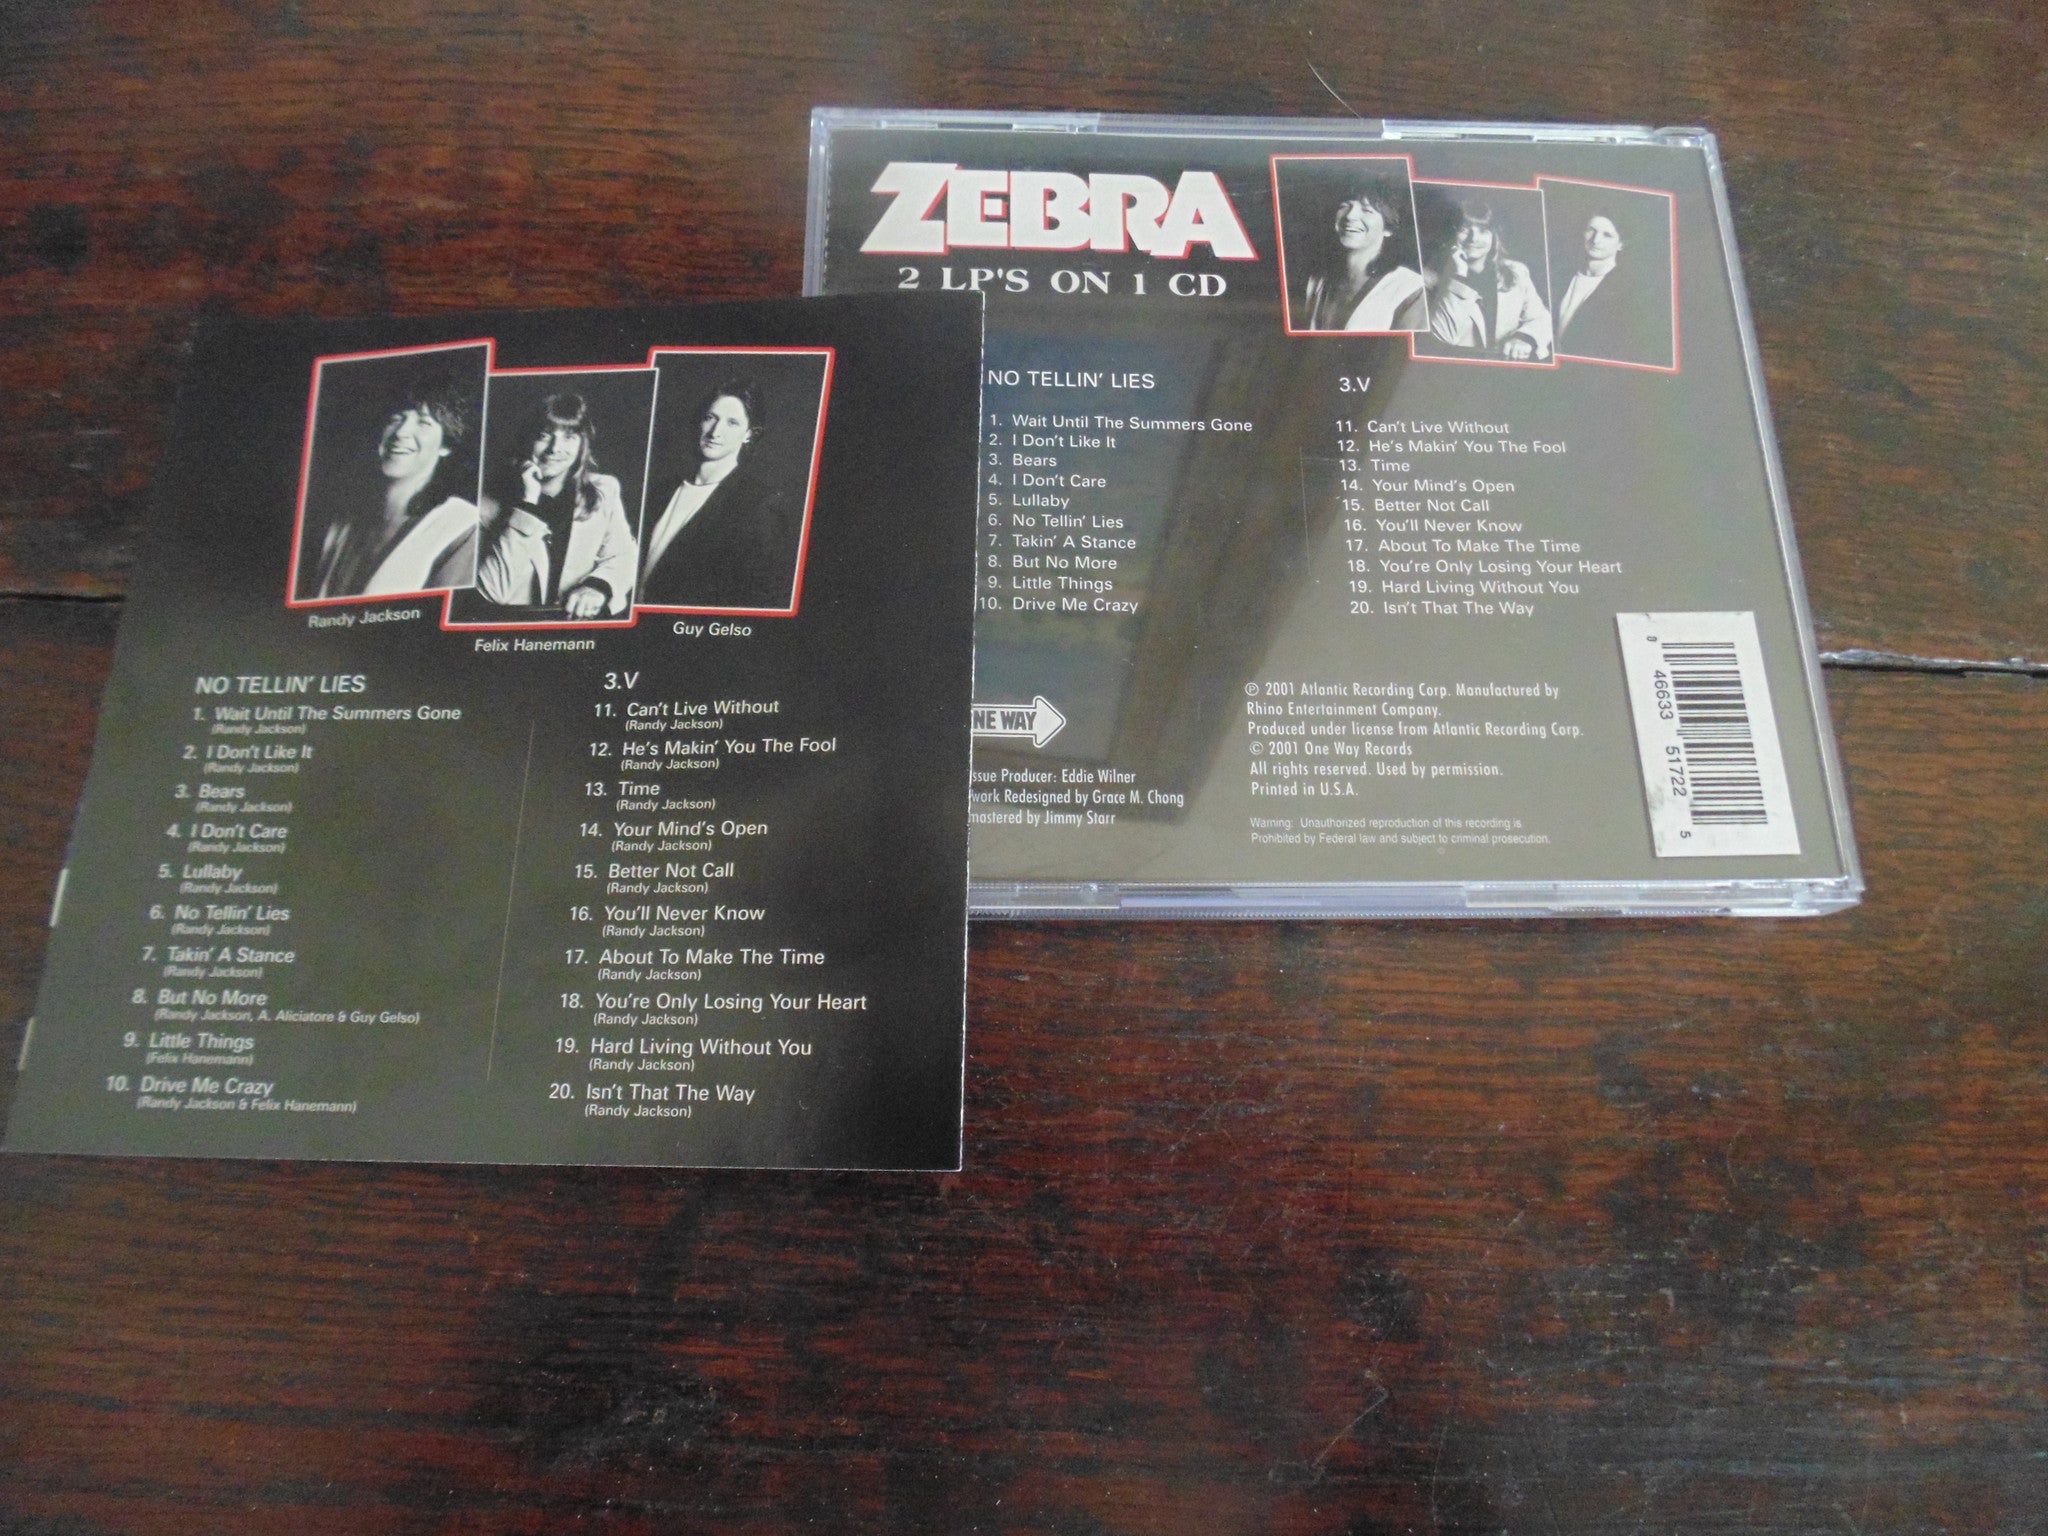 Randy Jackson
Felix Hanemann
Guy Gelso
NO TELLIN' LIES
1. Wait Until The Summers Gone
(Randy Jackson)
2. I Don't Like It
(Randy Jackson)
3. Bears
(Randy Jackson)
4. I Don't Care
(Randy Jackson)
5. Lullaby
(Randy Jackson)
6. No Tellin' Lies
(Randy Jackson)
7. Takin' A Stance
(Randy Jackson)
8. But No More
(Randy Jackson, A. Aliciatore & Guy Gelso)
9. Little Things
(Felix Hanemann)
10. Drive Me Crazy
(Randy Jackson & Felix Hanemann)
3.V
11. Can't Live Without
(Randy Jackson)
12. He's Makin' You The Fool
(Randy Jackson)
13. Time
(Randy Jackson)
14. Your Mind's Open
(Randy Jackson)
15. Better Not Call
(Randy Jackson)
16. You'll Never Know
(Randy Jackson)
17. About To Make The Time
(Randy Jackson)
18. You're Only Losing Your Heart
(Randy Jackson)
19. Hard Living Without You
(Randy Jackson)
20. Isn't That The Way
(Randy Jackson)
ZEBRA
2 LP'S ON 1 CD
NO TELLIN' LIES
1. Wait Until The Summers Gone
2. I Don't Like It
3. Bears
4. I Don't Care
5. Lullaby
6. No Tellin' Lies
7. Takin' A Stance
8. But No More
9. Little Things
10. Drive Me Crazy
3.V
11. Can't Live Without
12. He's Makin' You The Fool
13. Time
14. Your Mind's Open
15. Better Not Call
16. You'll Never Know
17. About To Make The Time
18. You're Only Losing Your Heart
19. Hard Living Without You
20. Isn't That The Way
NE WAY
ssue Producer: Eddie Wilner
work Redesigned by Grace M. Chong
mastered by Jimmy Starr
℗ 2001 Atlantic Recording Corp. Manufactured by
Rhino Entertainment Company.
Produced under license from Atlantic Recording Corp.
© 2001 One Way Records
All rights reserved. Used by permission.
Printed in U.S.A.
Warning: Unauthorized reproduction of this recording is
Prohibited by Federal law and subject to criminal prosecution.
0 46633 51722 5